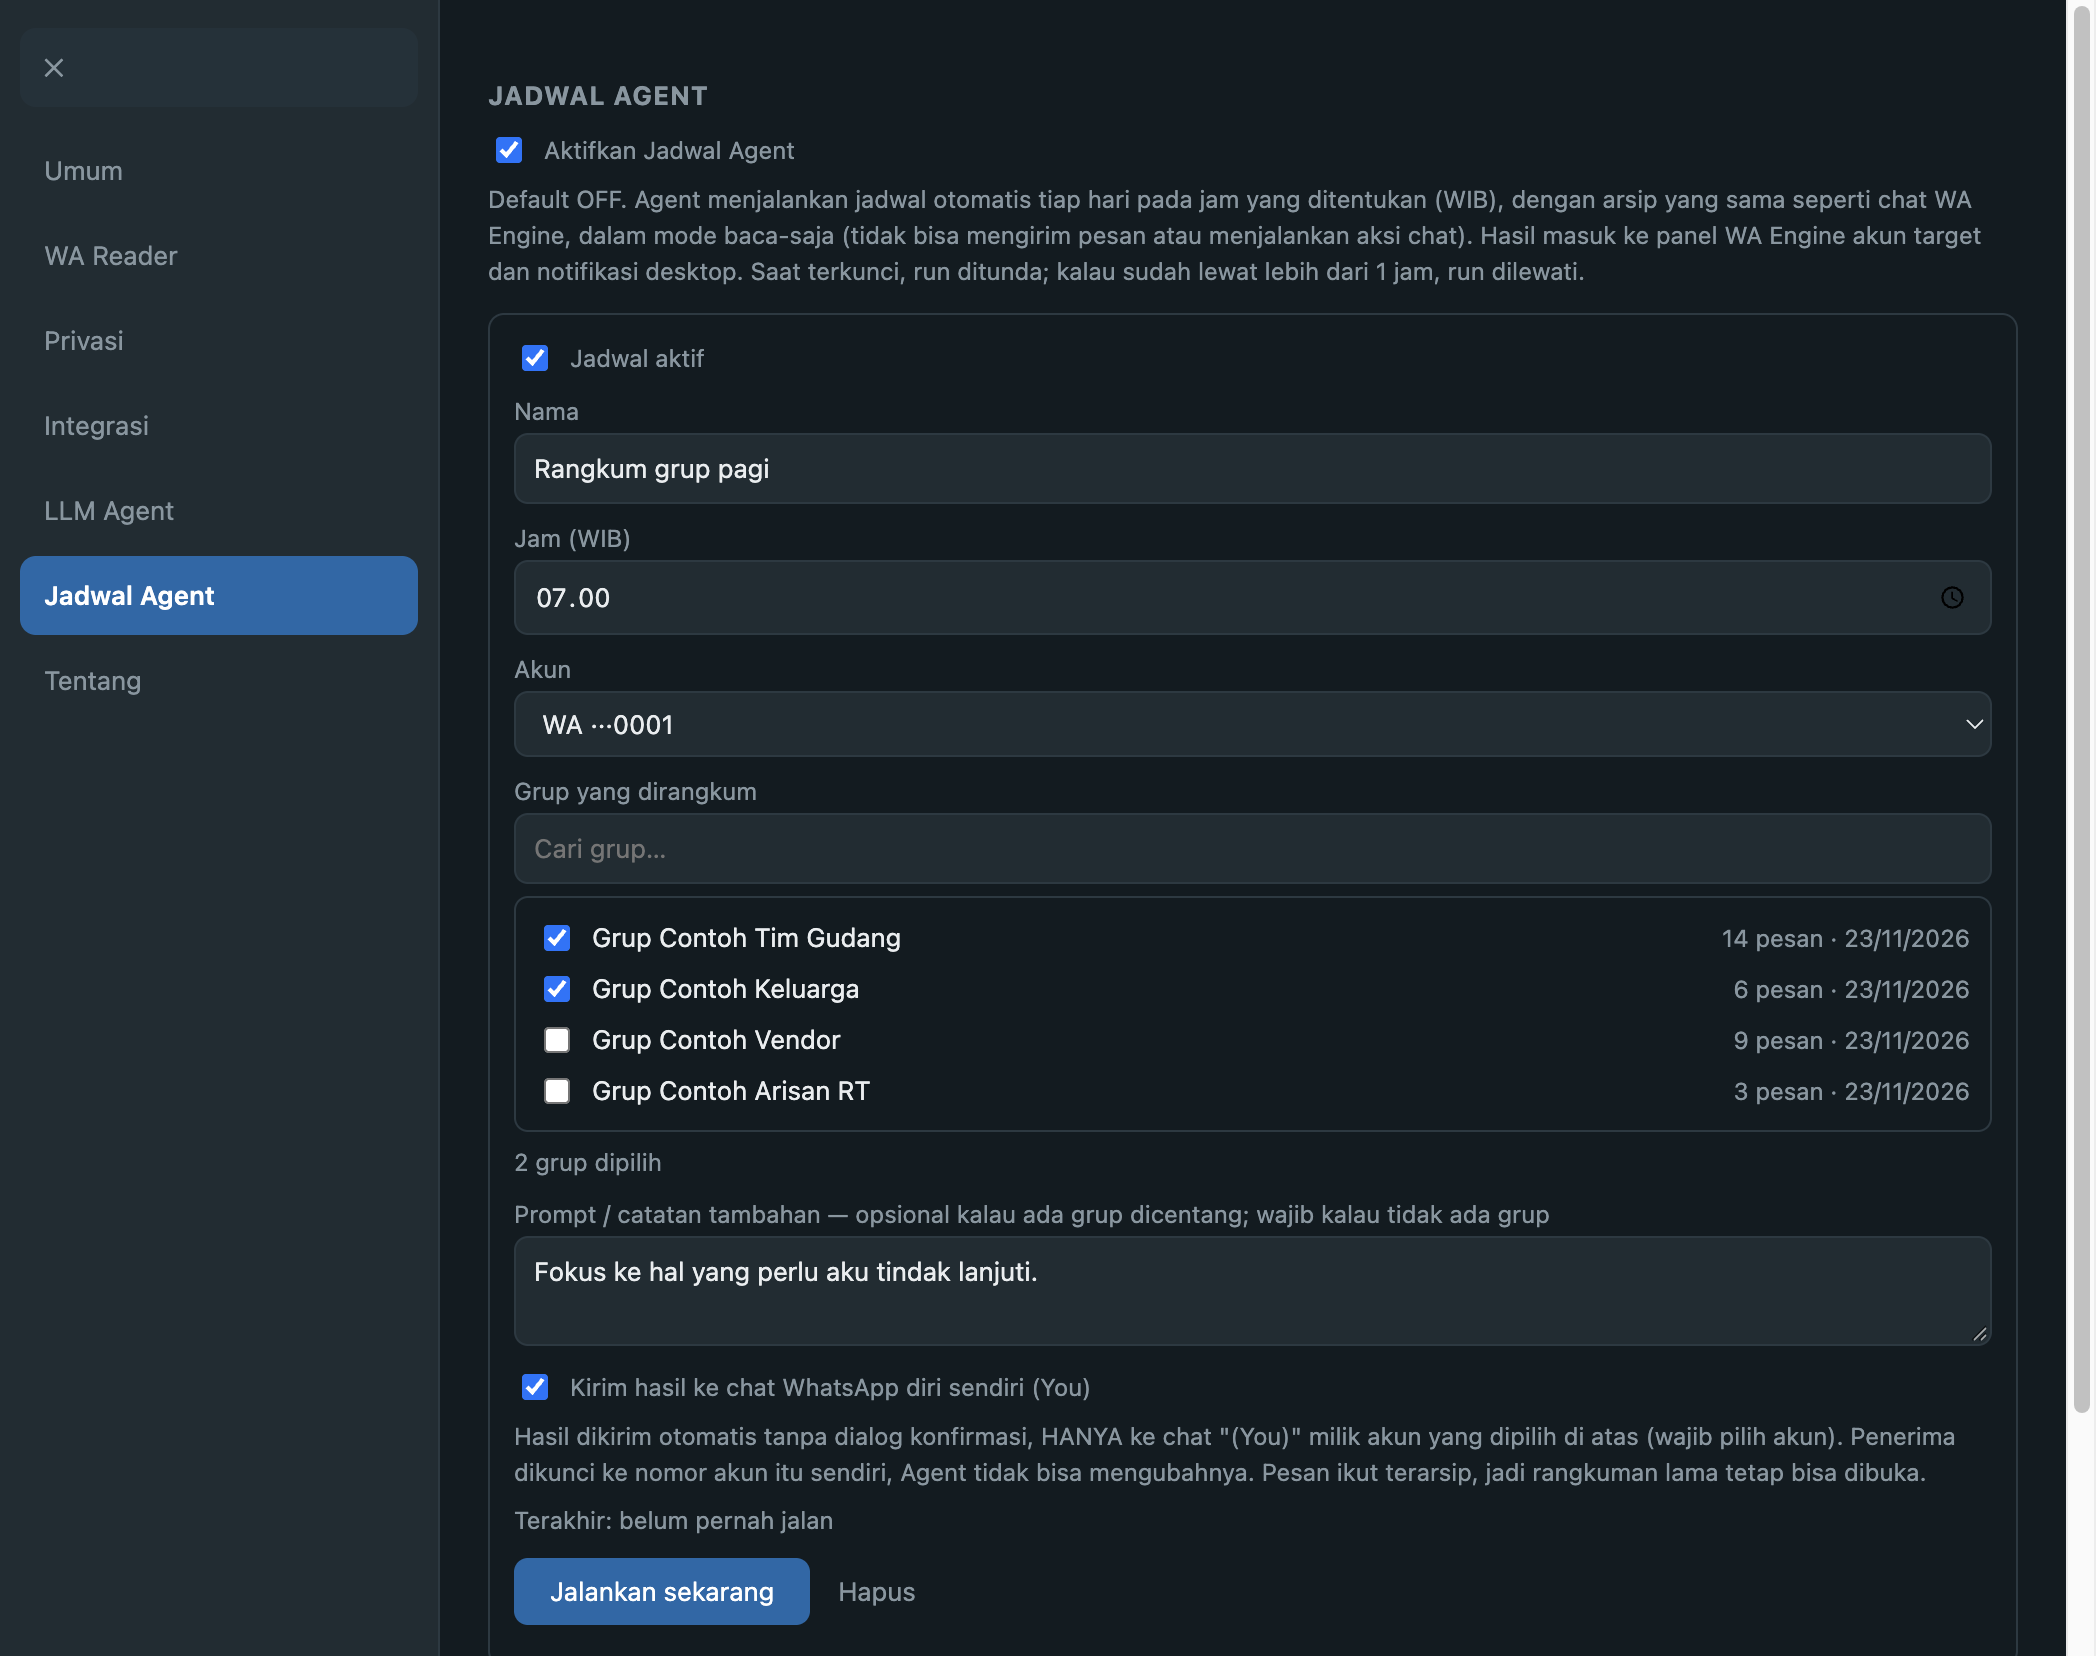 Umum
WA Reader
Privasi
Integrasi
LLM Agent
Jadwal Agent
Tentang
JADWAL AGENT
Aktifkan Jadwal Agent
Default OFF. Agent menjalankan jadwal otomatis tiap hari pada jam yang ditentukan (WIB), dengan arsip yang sama seperti chat WA
Engine, dalam mode baca-saja (tidak bisa mengirim pesan atau menjalankan aksi chat). Hasil masuk ke panel WA Engine akun target
dan notifikasi desktop. Saat terkunci, run ditunda; kalau sudah lewat lebih dari 1 jam, run dilewati.
Jadwal aktif
Nama
Rangkum grup pagi
Jam (WIB)
07.00
Akun
WA ···0001
Grup yang dirangkum
Cari grup...
Grup Contoh Tim Gudang 14 pesan · 23/11/2026
Grup Contoh Keluarga 6 pesan · 23/11/2026
Grup Contoh Vendor 9 pesan · 23/11/2026
Grup Contoh Arisan RT 3 pesan · 23/11/2026
2 grup dipilih
Prompt / catatan tambahan — opsional kalau ada grup dicentang; wajib kalau tidak ada grup
Fokus ke hal yang perlu aku tindak lanjuti.
Kirim hasil ke chat WhatsApp diri sendiri (You)
Hasil dikirim otomatis tanpa dialog konfirmasi, HANYA ke chat "(You)" milik akun yang dipilih di atas (wajib pilih akun). Penerima
dikunci ke nomor akun itu sendiri, Agent tidak bisa mengubahnya. Pesan ikut terarsip, jadi rangkuman lama tetap bisa dibuka.
Terakhir: belum pernah jalan
Jalankan sekarang Hapus